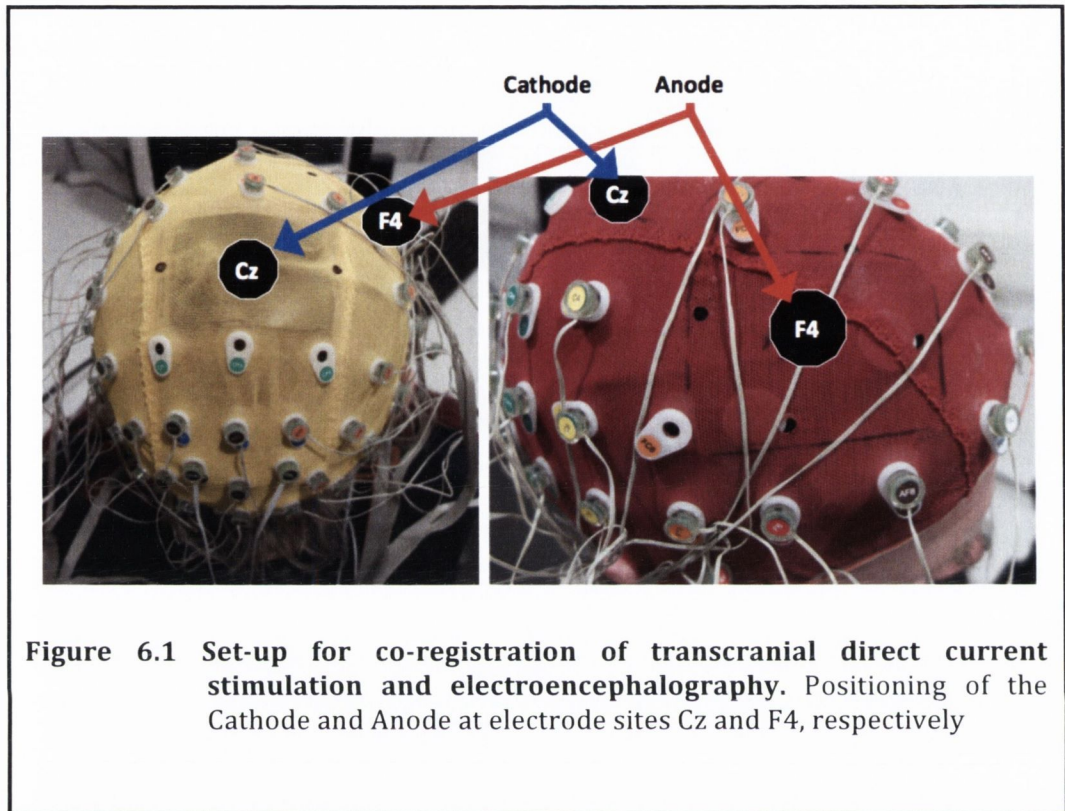 Cathode Anode
F4
Cz
Cz
F4
AF8
Figure 6.1 Set-up for co-registration of transcranial direct current
stimulation and electroencephalography. Positioning of the
Cathode and Anode at electrode sites Cz and F4, respectively